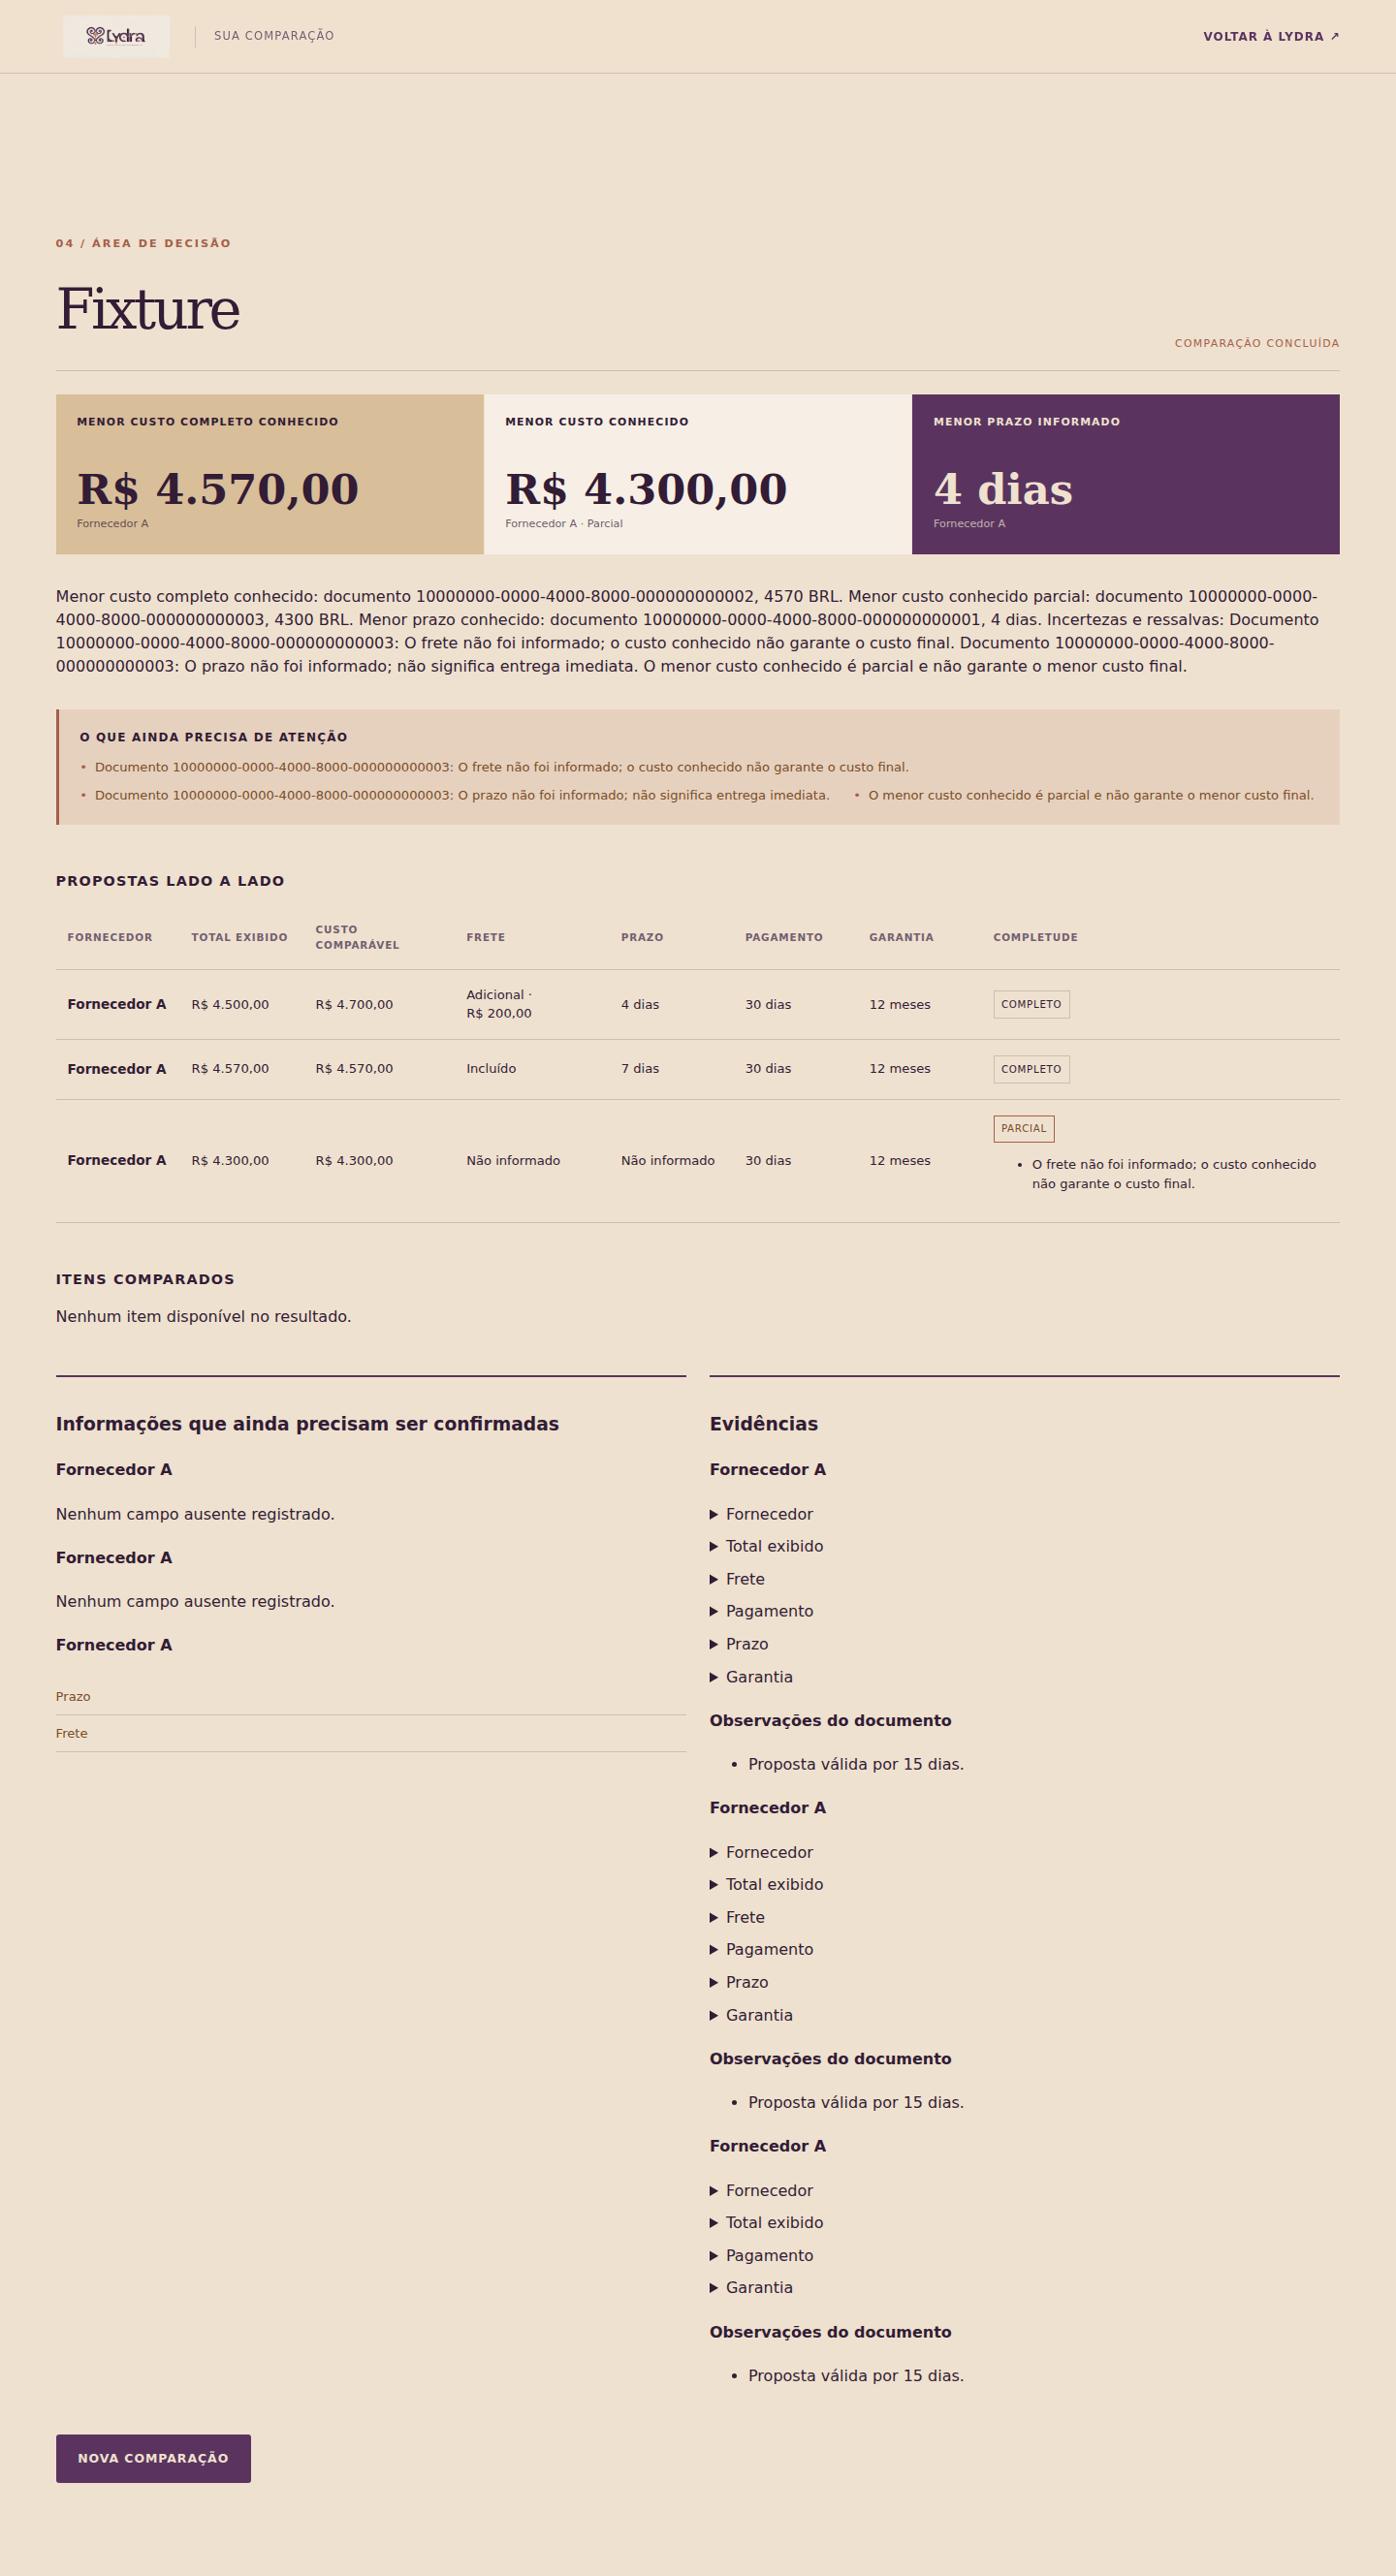 Lydra
SUA COMPARAÇÃO
VOLTAR À LYDRA ↗
04 / ÁREA DE DECISÃO
Fixture
COMPARAÇÃO CONCLUÍDA
MENOR CUSTO COMPLETO CONHECIDO
R$ 4.570,00
Fornecedor A
MENOR CUSTO CONHECIDO
R$ 4.300,00
Fornecedor A · Parcial
MENOR PRAZO INFORMADO
4 dias
Fornecedor A
Menor custo completo conhecido: documento 10000000-0000-4000-8000-000000000002, 4570 BRL. Menor custo conhecido parcial: documento 10000000-0000-
4000-8000-000000000003, 4300 BRL. Menor prazo conhecido: documento 10000000-0000-4000-8000-000000000001, 4 dias. Incertezas e ressalvas: Documento
10000000-0000-4000-8000-000000000003: O frete não foi informado; o custo conhecido não garante o custo final. Documento 10000000-0000-4000-8000-
000000000003: O prazo não foi informado; não significa entrega imediata. O menor custo conhecido é parcial e não garante o menor custo final.
O QUE AINDA PRECISA DE ATENÇÃO
• Documento 10000000-0000-4000-8000-000000000003: O frete não foi informado; o custo conhecido não garante o custo final.
• Documento 10000000-0000-4000-8000-000000000003: O prazo não foi informado; não significa entrega imediata. • O menor custo conhecido é parcial e não garante o menor custo final.
PROPOSTAS LADO A LADO
FORNECEDOR TOTAL EXIBIDO CUSTO COMPARÁVEL FRETE PRAZO PAGAMENTO GARANTIA COMPLETUDE
Fornecedor A R$ 4.500,00 R$ 4.700,00 Adicional · R$ 200,00 4 dias 30 dias 12 meses COMPLETO
Fornecedor A R$ 4.570,00 R$ 4.570,00 Incluído 7 dias 30 dias 12 meses COMPLETO
Fornecedor A R$ 4.300,00 R$ 4.300,00 Não informado Não informado 30 dias 12 meses PARCIAL
• O frete não foi informado; o custo conhecido
não garante o custo final.
ITENS COMPARADOS
Nenhum item disponível no resultado.
Informações que ainda precisam ser confirmadas
Fornecedor A
Nenhum campo ausente registrado.
Fornecedor A
Nenhum campo ausente registrado.
Fornecedor A
Prazo
Frete
Evidências
Fornecedor A
▶ Fornecedor
▶ Total exibido
▶ Frete
▶ Pagamento
▶ Prazo
▶ Garantia
Observações do documento
• Proposta válida por 15 dias.
Fornecedor A
▶ Fornecedor
▶ Total exibido
▶ Frete
▶ Pagamento
▶ Prazo
▶ Garantia
Observações do documento
• Proposta válida por 15 dias.
Fornecedor A
▶ Fornecedor
▶ Total exibido
▶ Pagamento
▶ Garantia
Observações do documento
• Proposta válida por 15 dias.
NOVA COMPARAÇÃO